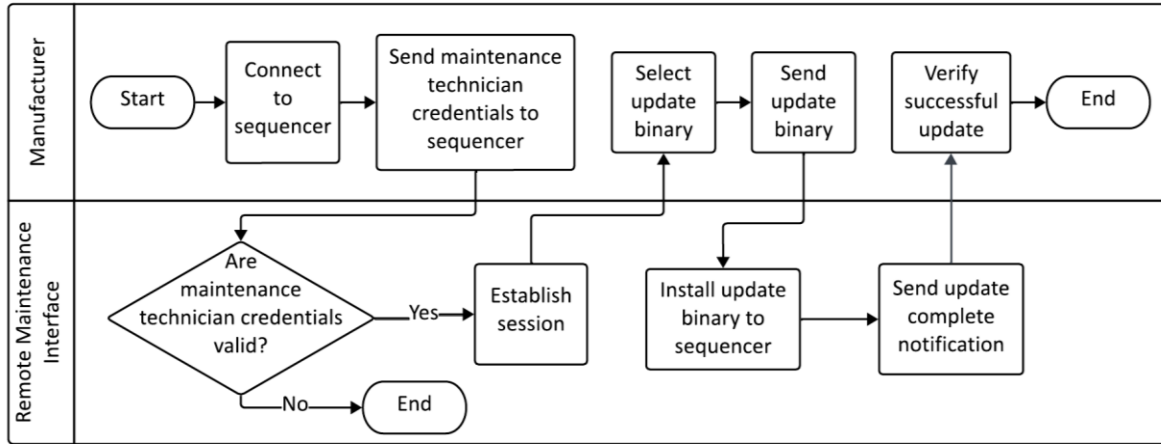 Manufacturer
Start
Connect
to
sequencer
Send maintenance
technician
credentials to
sequencer
Select
update
binary
Send
update
binary
Verify
successful
update
End
Remote Maintenance
Interface
Are
maintenance
technician credentials
valid?
Yes
No
End
Establish
session
Install update
binary to
sequencer
Send update
complete
notification